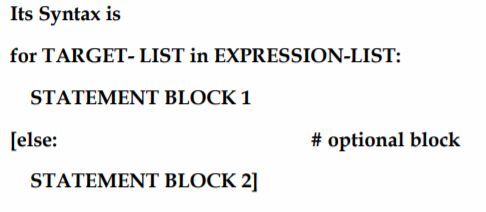 Its Syntax is
for TARGET- LIST in EXPRESSION-LIST:
STATEMENT BLOCK 1
[else: # optional block
STATEMENT BLOCK 2]